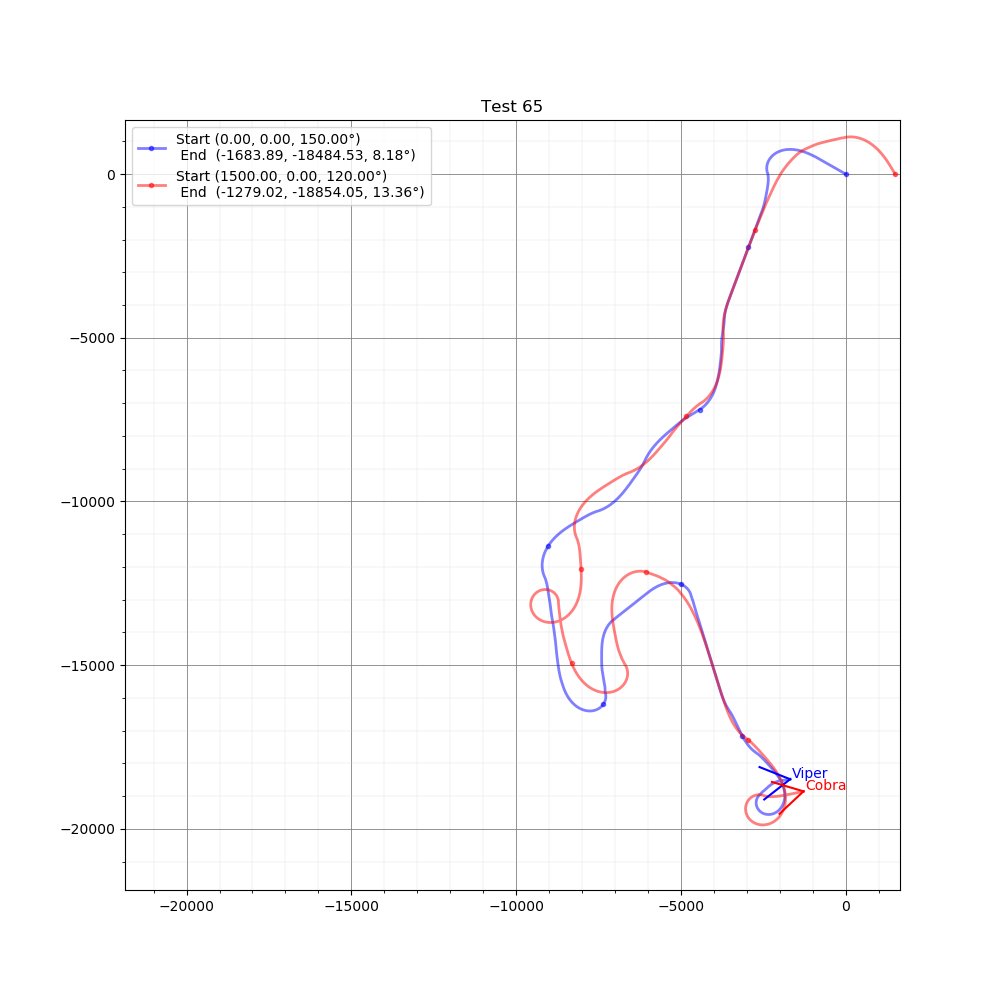 Test 65
Start (0.00, 0.00, 150.00°)
End (-1683.89, -18484.53, 8.18°)
Start (1500.00, 0.00, 120.00°)
End (-1279.02, -18854.05, 13.36°)
0
−5000
−10000
−15000
−20000
Viper
Cobra
−20000
−15000
−10000
−5000
0